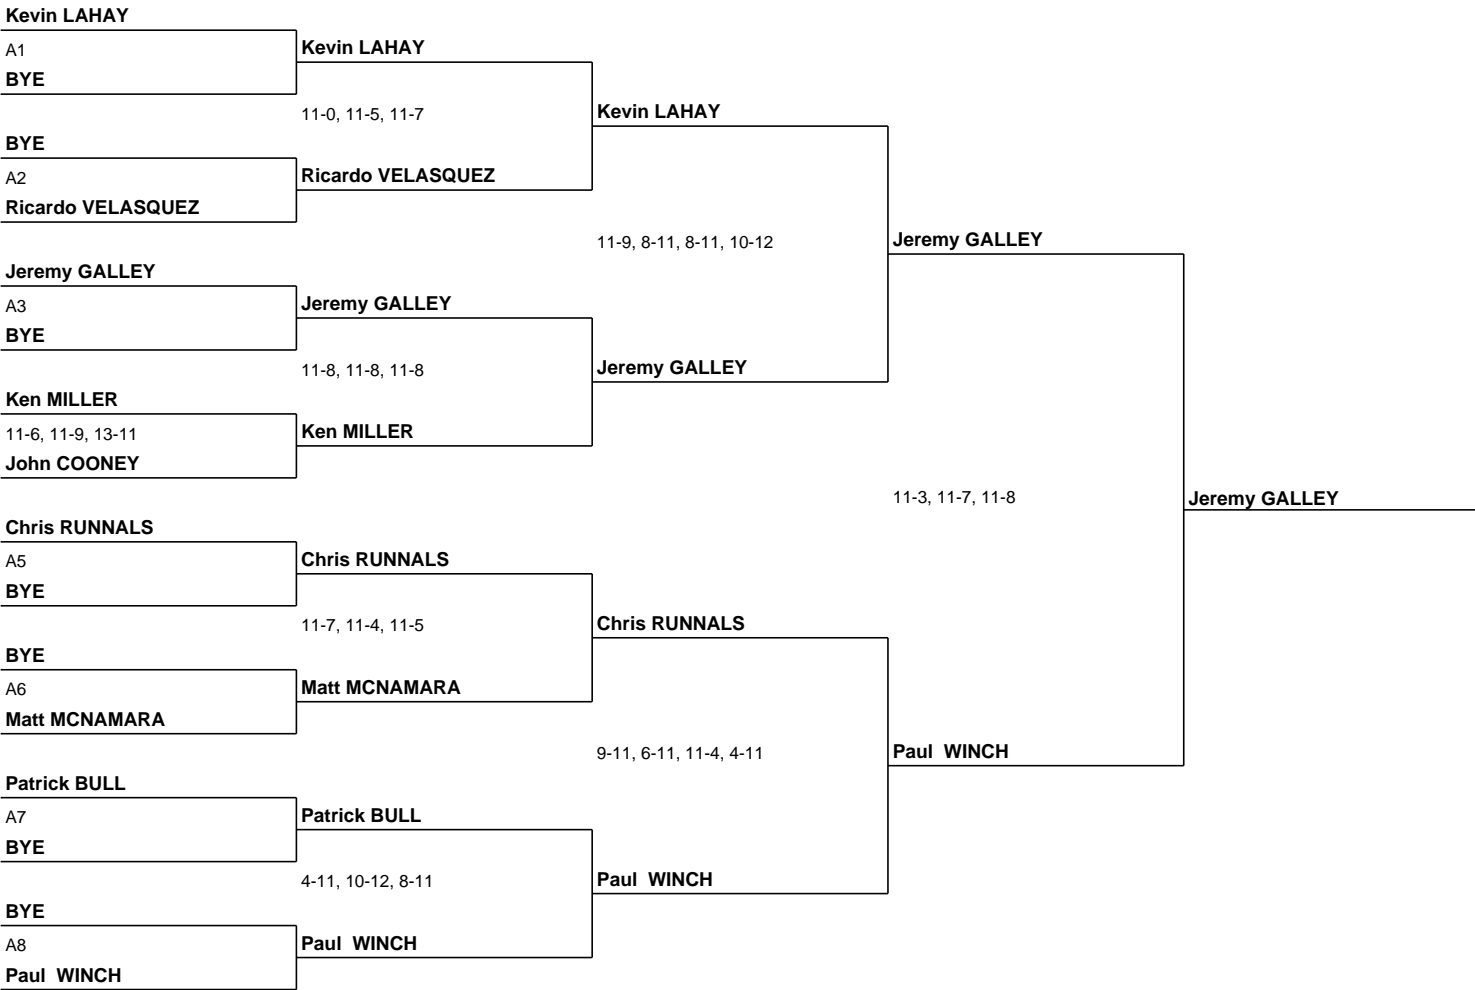 Kevin LAHAY
A1
BYE
BYE
A2
Ricardo VELASQUEZ
Jeremy GALLEY
A3
BYE
Ken MILLER
11-6, 11-9, 13-11
John COONEY
Chris RUNNALS
A5
BYE
BYE
A6
Matt MCNAMARA
Patrick BULL
A7
BYE
BYE
A8
Paul WINCH
Kevin LAHAY
11-0, 11-5, 11-7
Ricardo VELASQUEZ
Jeremy GALLEY
11-8, 11-8, 11-8
Ken MILLER
Chris RUNNALS
11-7, 11-4, 11-5
Matt MCNAMARA
Patrick BULL
4-11, 10-12, 8-11
Paul WINCH
Kevin LAHAY
11-9, 8-11, 8-11, 10-12
Jeremy GALLEY
Chris RUNNALS
9-11, 6-11, 11-4, 4-11
Paul WINCH
Jeremy GALLEY
11-3, 11-7, 11-8
Paul WINCH
Jeremy GALLEY